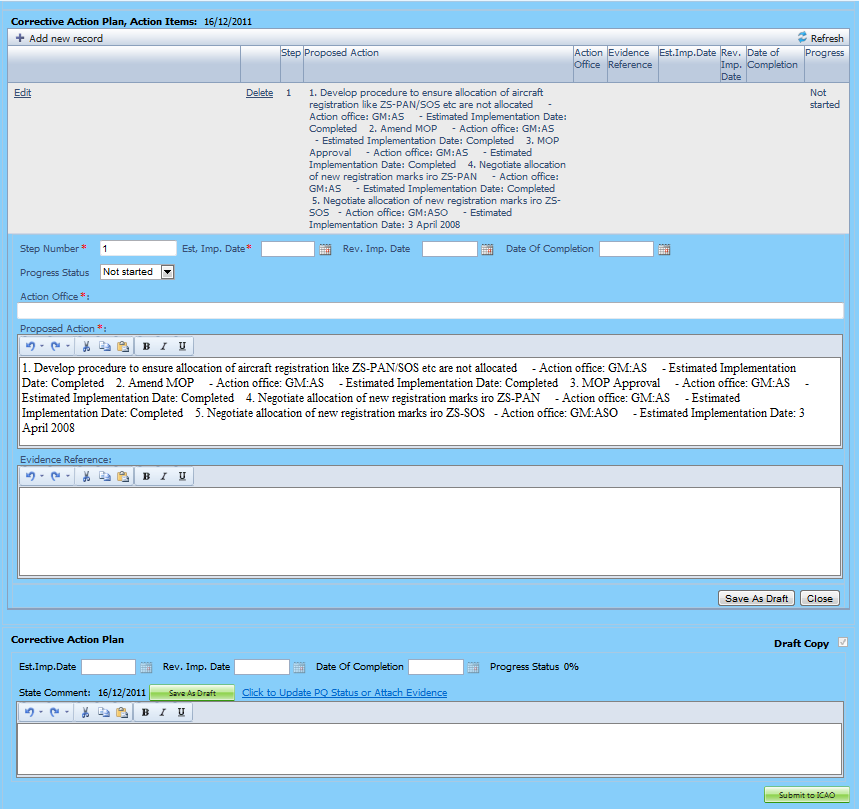 Corrective Action Plan, Action Items: 16/12/2011
Add new record
Refresh
Step Proposed Action Action Office Evidence Reference Est.Imp.Date Rev. Imp. Date Date of Completion Progress
Edit
Delete
1
1. Develop procedure to ensure allocation of aircraft
registration like ZS-PAN/SOS etc are not allocated -
Action office: GM:AS - Estimated Implementation Date:
Completed 2. Amend MOP - Action office: GM:AS
- Estimated Implementation Date: Completed 3. MOP
Approval - Action office: GM:AS - Estimated
Implementation Date: Completed 4. Negotiate allocation
of new registration marks iro ZS-PAN - Action office:
GM:AS - Estimated Implementation Date: Completed
5. Negotiate allocation of new registration marks iro ZS-
SOS - Action office: GM:ASO - Estimated
Implementation Date: 3 April 2008
Not
started
Step Number * 1 Est, Imp. Date* Rev. Imp. Date Date Of Completion
Progress Status Not started
Action Office *:
Proposed Action *:
B I U
1. Develop procedure to ensure allocation of aircraft registration like ZS-PAN/SOS etc are not allocated - Action office: GM:AS - Estimated Implementation
Date: Completed 2. Amend MOP - Action office: GM:AS - Estimated Implementation Date: Completed 3. MOP Approval - Action office: GM:AS -
Estimated Implementation Date: Completed 4. Negotiate allocation of new registration marks iro ZS-PAN - Action office: GM:AS - Estimated
Implementation Date: Completed 5. Negotiate allocation of new registration marks iro ZS-SOS - Action office: GM:ASO - Estimated Implementation Date: 3
April 2008
Evidence Reference:
B I U
Save As Draft Close
Corrective Action Plan
Draft Copy
Est.Imp.Date Rev. Imp. Date Date Of Completion Progress Status 0%
State Comment: 16/12/2011 Save As Draft Click to Update PQ Status or Attach Evidence
B I U
Submit to ICAO